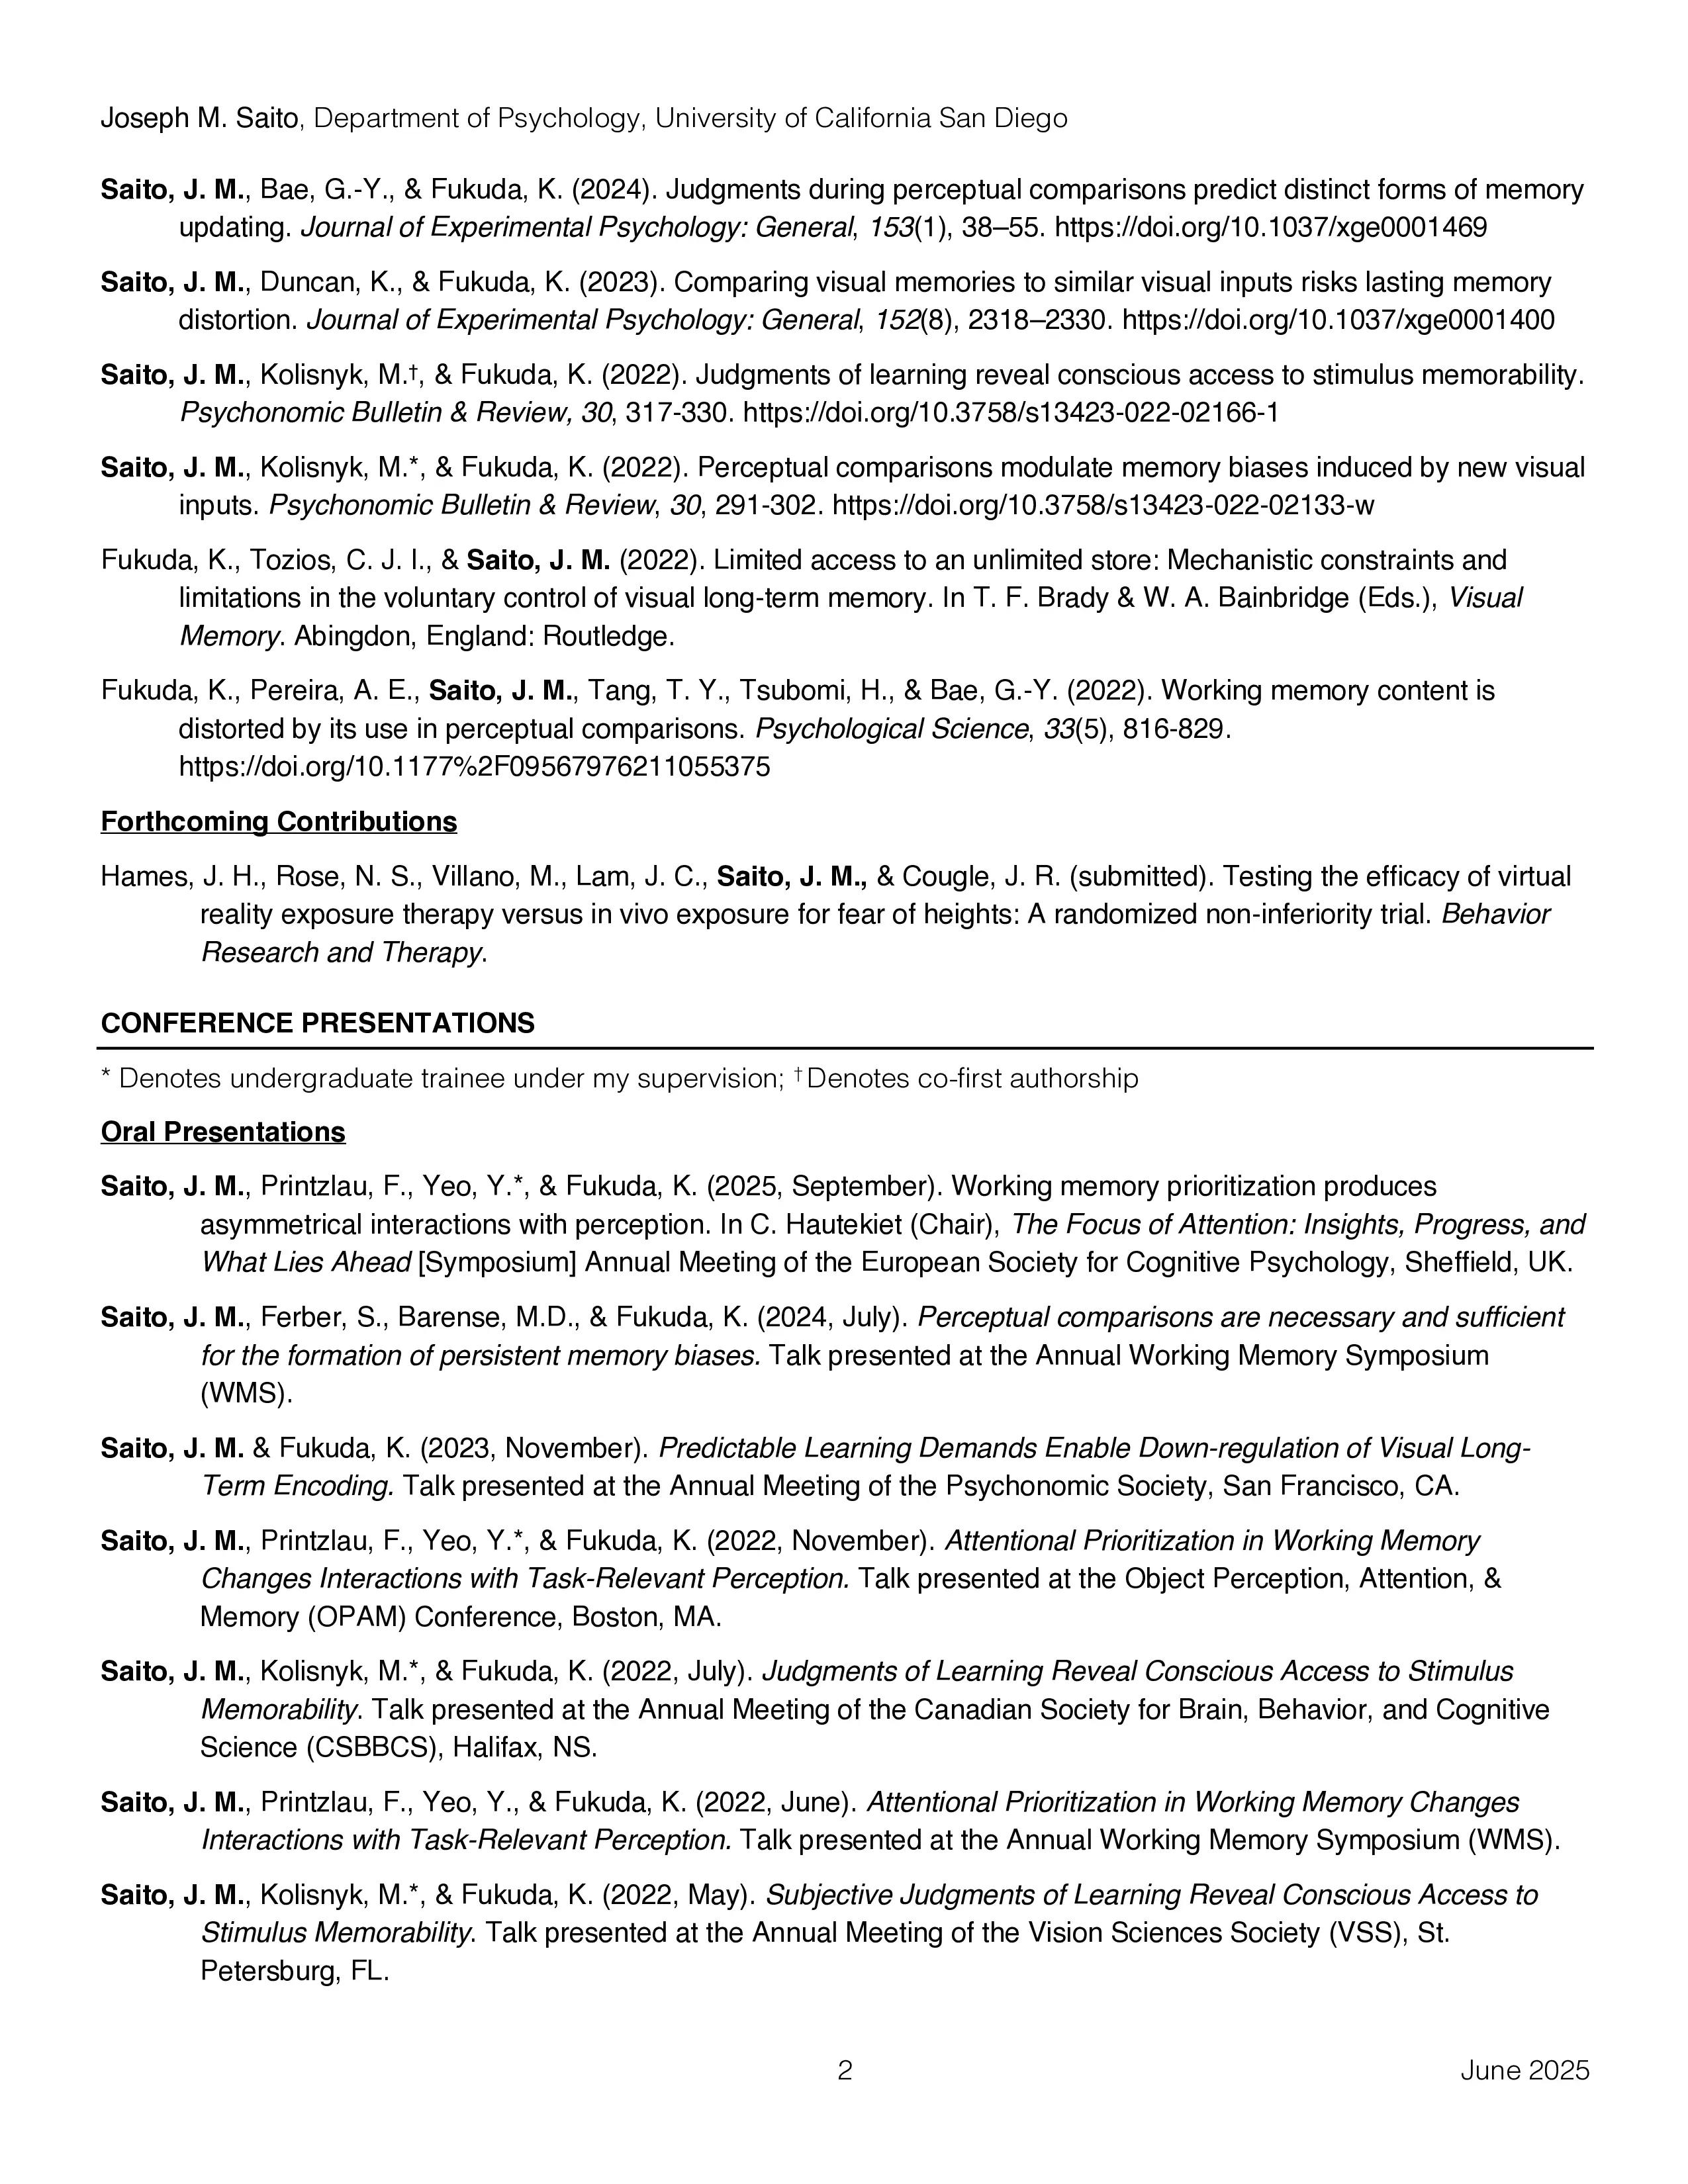 Joseph M. Saito, Department of Psychology, University of California San Diego
Saito, J. M., Bae, G.-Y., & Fukuda, K. (2024). Judgments during perceptual comparisons predict distinct forms of memory
updating. Journal of Experimental Psychology: General, 153(1), 38–55. https://doi.org/10.1037/xge0001469
Saito, J. M., Duncan, K., & Fukuda, K. (2023). Comparing visual memories to similar visual inputs risks lasting memory
distortion. Journal of Experimental Psychology: General, 152(8), 2318–2330. https://doi.org/10.1037/xge0001400
Saito, J. M., Kolisnyk, M.†, & Fukuda, K. (2022). Judgments of learning reveal conscious access to stimulus memorability.
Psychonomic Bulletin & Review, 30, 317-330. https://doi.org/10.3758/s13423-022-02166-1
Saito, J. M., Kolisnyk, M.*, & Fukuda, K. (2022). Perceptual comparisons modulate memory biases induced by new visual
inputs. Psychonomic Bulletin & Review, 30, 291-302. https://doi.org/10.3758/s13423-022-02133-w
Fukuda, K., Tozios, C. J. I., & Saito, J. M. (2022). Limited access to an unlimited store: Mechanistic constraints and
limitations in the voluntary control of visual long-term memory. In T. F. Brady & W. A. Bainbridge (Eds.), Visual
Memory. Abingdon, England: Routledge.
Fukuda, K., Pereira, A. E., Saito, J. M., Tang, T. Y., Tsubomi, H., & Bae, G.-Y. (2022). Working memory content is
distorted by its use in perceptual comparisons. Psychological Science, 33(5), 816-829.
https://doi.org/10.1177%2F09567976211055375
Forthcoming Contributions
Hames, J. H., Rose, N. S., Villano, M., Lam, J. C., Saito, J. M., & Cougle, J. R. (submitted). Testing the efficacy of virtual
reality exposure therapy versus in vivo exposure for fear of heights: A randomized non-inferiority trial. Behavior
Research and Therapy.
CONFERENCE PRESENTATIONS
* Denotes undergraduate trainee under my supervision; † Denotes co-first authorship
Oral Presentations
Saito, J. M., Printzlau, F., Yeo, Y.*, & Fukuda, K. (2025, September). Working memory prioritization produces
asymmetrical interactions with perception. In C. Hautekiet (Chair), The Focus of Attention: Insights, Progress, and
What Lies Ahead [Symposium] Annual Meeting of the European Society for Cognitive Psychology, Sheffield, UK.
Saito, J. M., Ferber, S., Barense, M.D., & Fukuda, K. (2024, July). Perceptual comparisons are necessary and sufficient
for the formation of persistent memory biases. Talk presented at the Annual Working Memory Symposium
(WMS).
Saito, J. M. & Fukuda, K. (2023, November). Predictable Learning Demands Enable Down-regulation of Visual Long-
Term Encoding. Talk presented at the Annual Meeting of the Psychonomic Society, San Francisco, CA.
Saito, J. M., Printzlau, F., Yeo, Y.*, & Fukuda, K. (2022, November). Attentional Prioritization in Working Memory
Changes Interactions with Task-Relevant Perception. Talk presented at the Object Perception, Attention, &
Memory (OPAM) Conference, Boston, MA.
Saito, J. M., Kolisnyk, M.*, & Fukuda, K. (2022, July). Judgments of Learning Reveal Conscious Access to Stimulus
Memorability. Talk presented at the Annual Meeting of the Canadian Society for Brain, Behavior, and Cognitive
Science (CSBBCS), Halifax, NS.
Saito, J. M., Printzlau, F., Yeo, Y., & Fukuda, K. (2022, June). Attentional Prioritization in Working Memory Changes
Interactions with Task-Relevant Perception. Talk presented at the Annual Working Memory Symposium (WMS).
Saito, J. M., Kolisnyk, M.*, & Fukuda, K. (2022, May). Subjective Judgments of Learning Reveal Conscious Access to
Stimulus Memorability. Talk presented at the Annual Meeting of the Vision Sciences Society (VSS), St.
Petersburg, FL.
2
June 2025